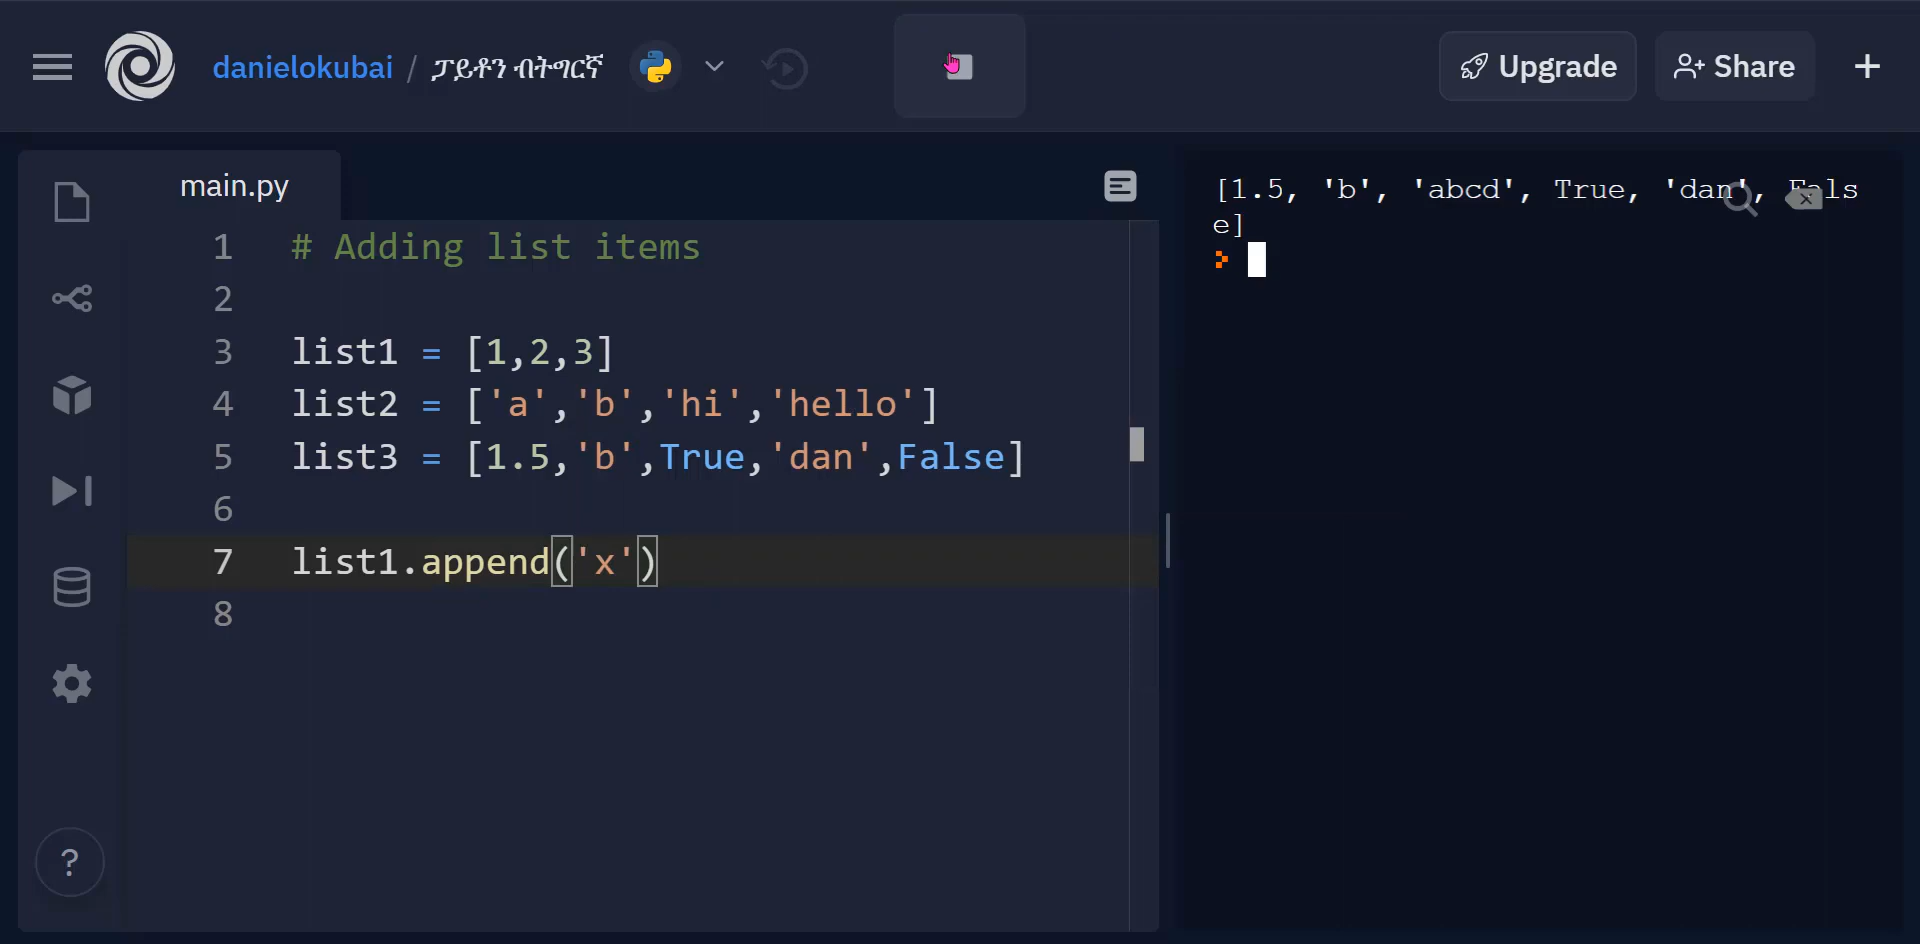 danielokubai / ፓይቶን ብትግርኛ
Upgrade
Share
main.py
1 # Adding list items
2
3 list1 = [1,2,3]
4 list2 = ['a','b','hi','hello']
5 list3 = [1.5,'b',True,'dan',False]
6
7 list1.append('x')
8
[1.5, 'b', 'abcd', True, 'dan', Fals
e]
?